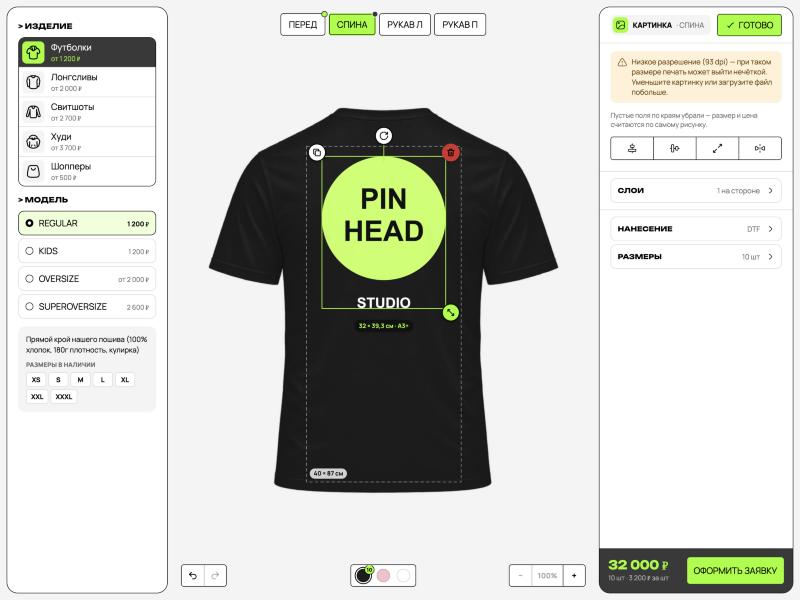 > ИЗДЕЛИЕ
Футболки
от 1 200 ₽
Лонгсливы
от 2 000 ₽
Свитшоты
от 2 700 ₽
Худи
от 3 700 ₽
Шопперы
от 500 ₽
> МОДЕЛЬ
REGULAR 1 200 ₽
KIDS 1 200 ₽
OVERSIZE от 2 000 ₽
SUPEROVERSIZE 2 600 ₽
Прямой крой нашего пошива (100%
хлопок, 180г плотность, кулирка)
РАЗМЕРЫ В НАЛИЧИИ
XS S M L XL
XXL XXXL
ПЕРЕД СПИНА РУКАВ Л РУКАВ П
PIN
HEAD
STUDIO
32 × 39,3 см · A3+
40 × 87 см
10
− 100% +
КАРТИНКА · СПИНА ГОТОВО
Низкое разрешение (93 dpi) — при таком
размере печать может выйти нечёткой.
Уменьшите картинку или загрузите файл
побольше.
Пустые поля по краям убрали — размер и цена
считаются по самому рисунку.
СЛОИ 1 на стороне
НАНЕСЕНИЕ DTF
РАЗМЕРЫ 10 шт
32 000 ₽
10 шт · 3 200 ₽ за шт
ОФОРМИТЬ ЗАЯВКУ